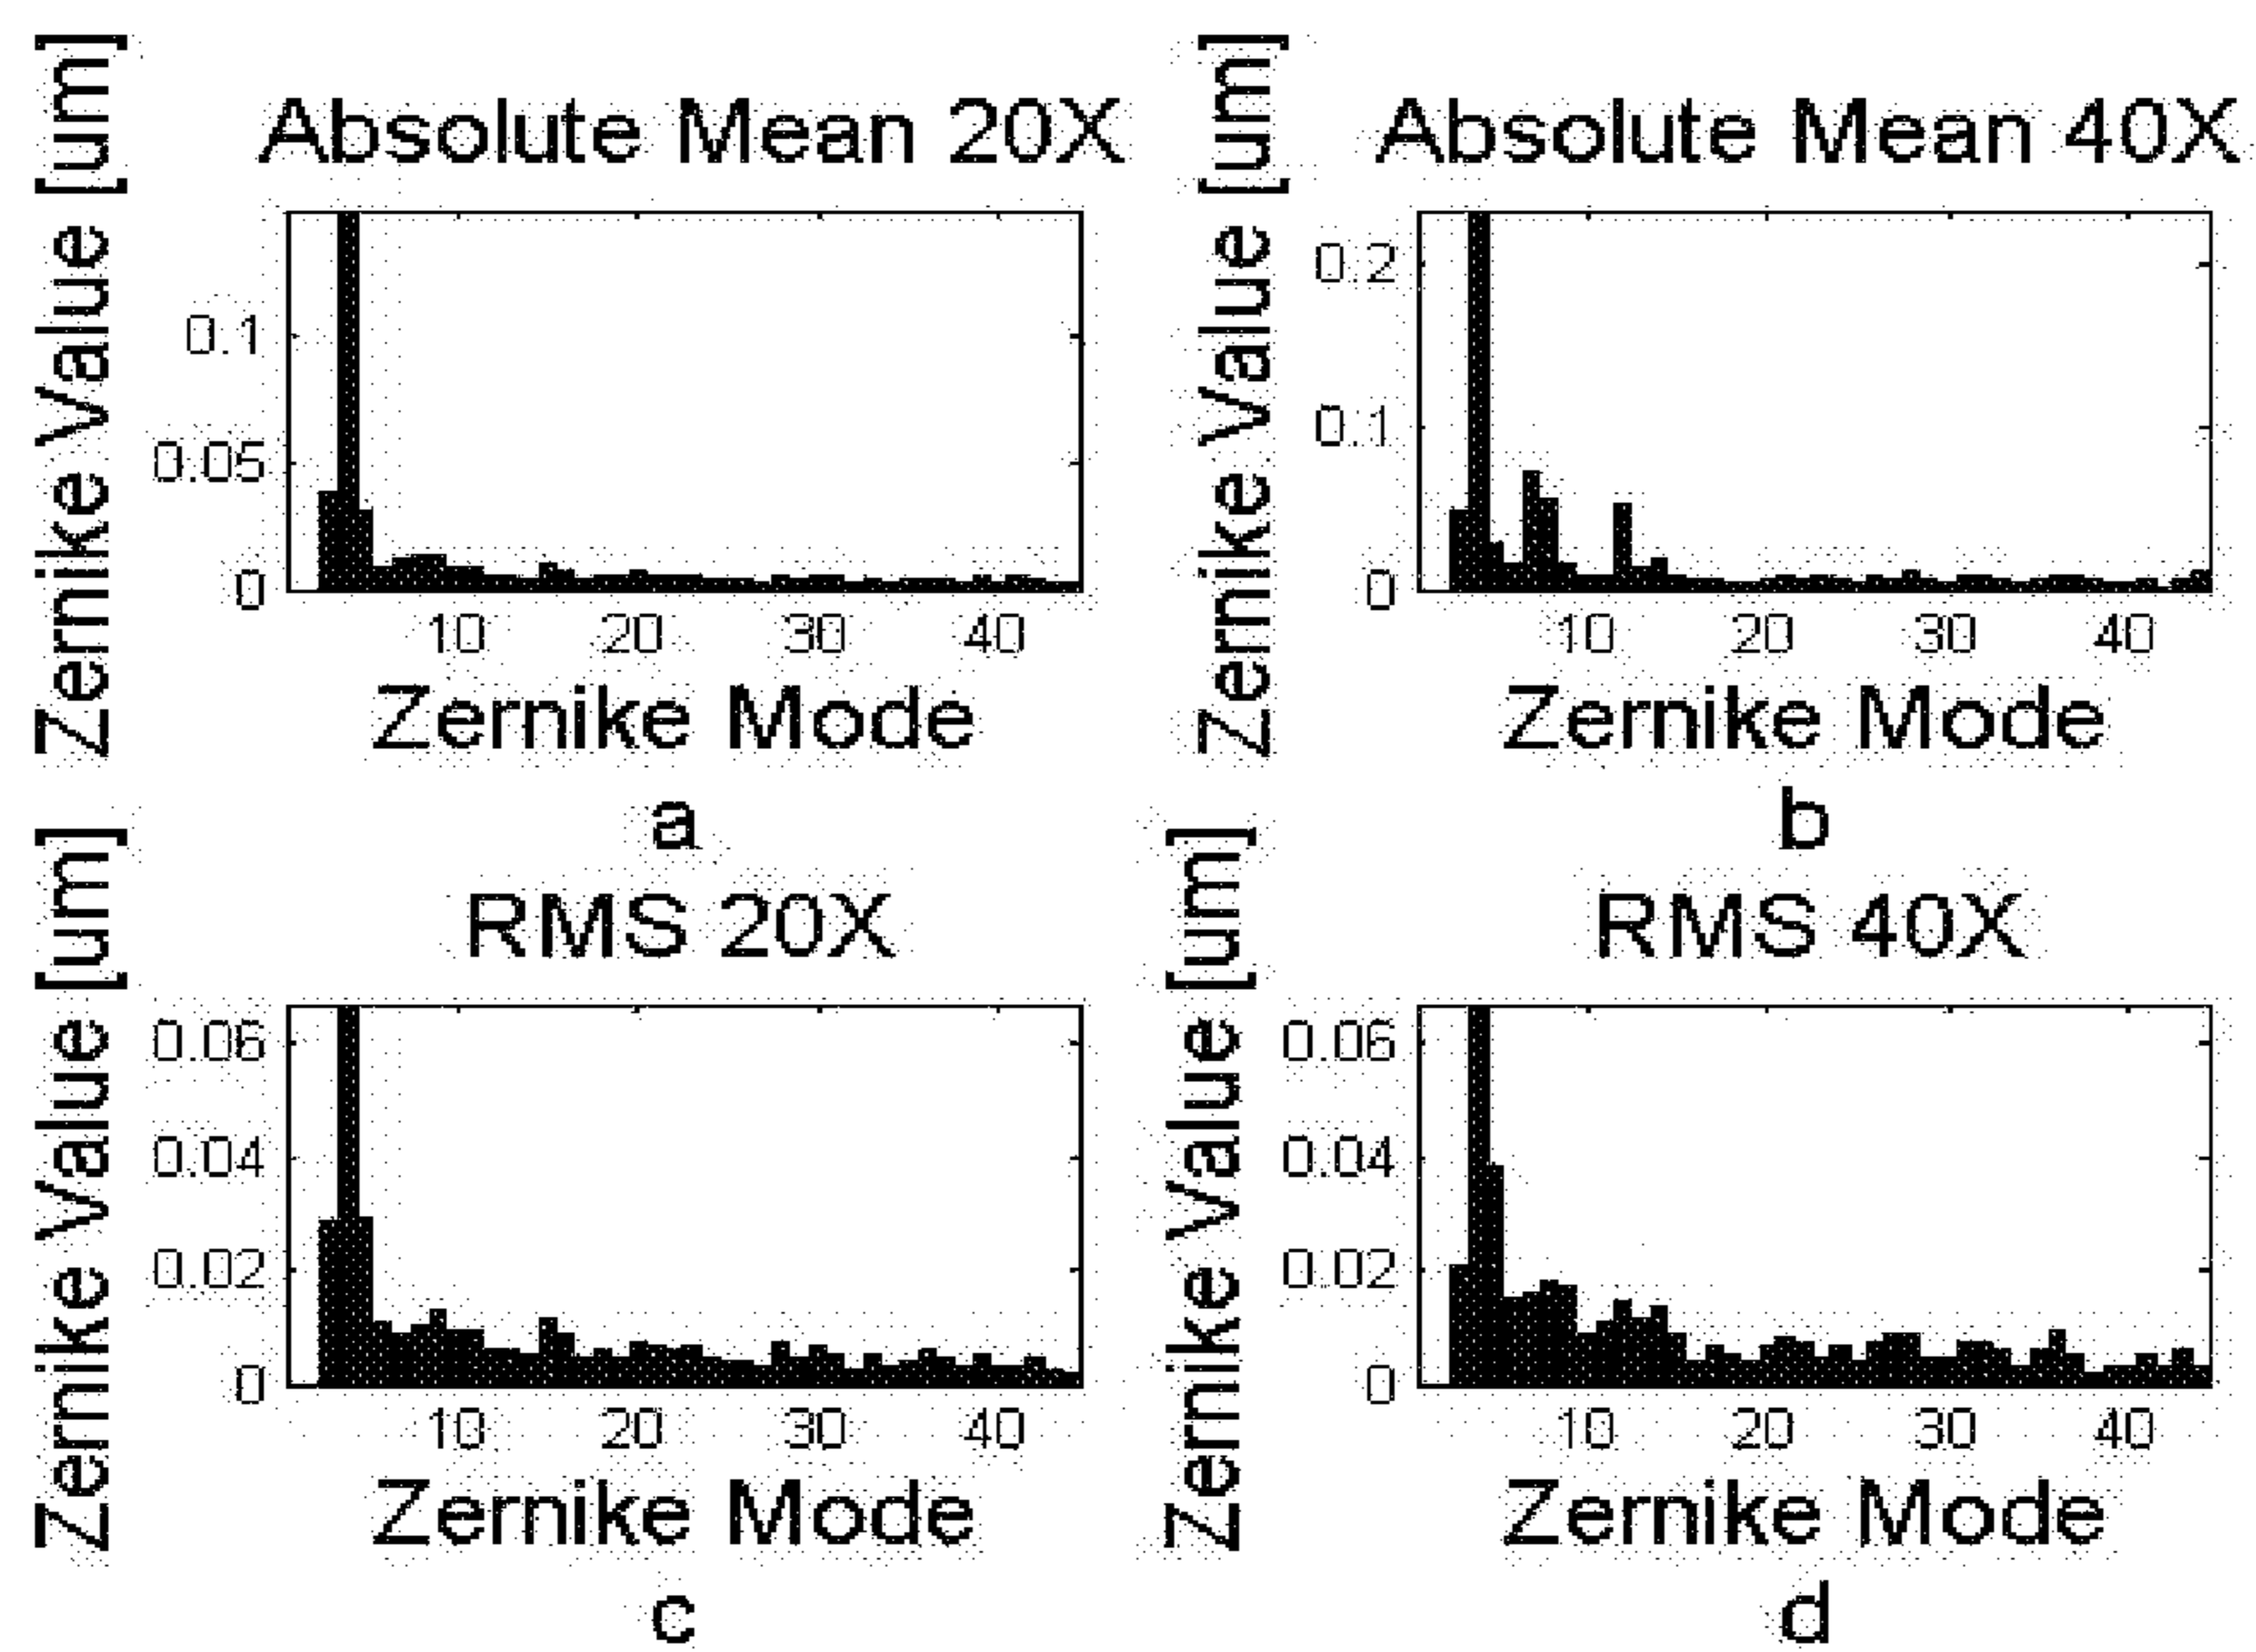 Absolute Mean 20X
Zernike Value [um]
0.1
0.05
0
10 20 30 40
Zernike Mode
a
Absolute Mean 40X
Zernike Value [um]
0.2
0.1
0
10 20 30 40
Zernike Mode
b
RMS 20X
Zernike Value [um]
0.06
0.04
0.02
0
10 20 30 40
Zernike Mode
c
RMS 40X
Zernike Value [um]
0.06
0.04
0.02
0
10 20 30 40
Zernike Mode
d